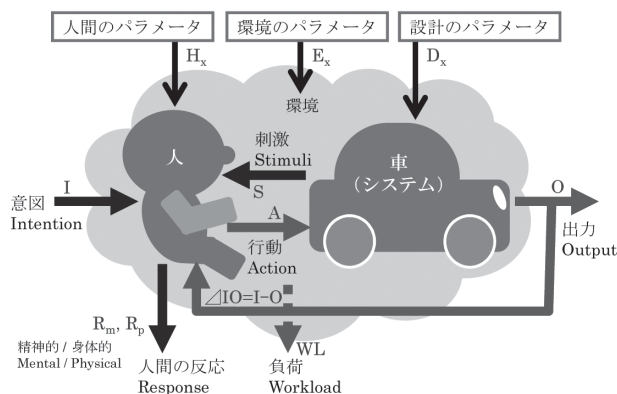 人間のパラメータ
環境のパラメータ
設計のパラメータ
Hx
Ex
Dx
環境
人
刺激
Stimuli
S
車
(システム)
I
意図
Intention
A
行動
Action
O
出力
Output
⊿IO=I-O
Rm, Rp
精神的 / 身体的
Mental / Physical
人間の反応
Response
WL
負荷
Workload